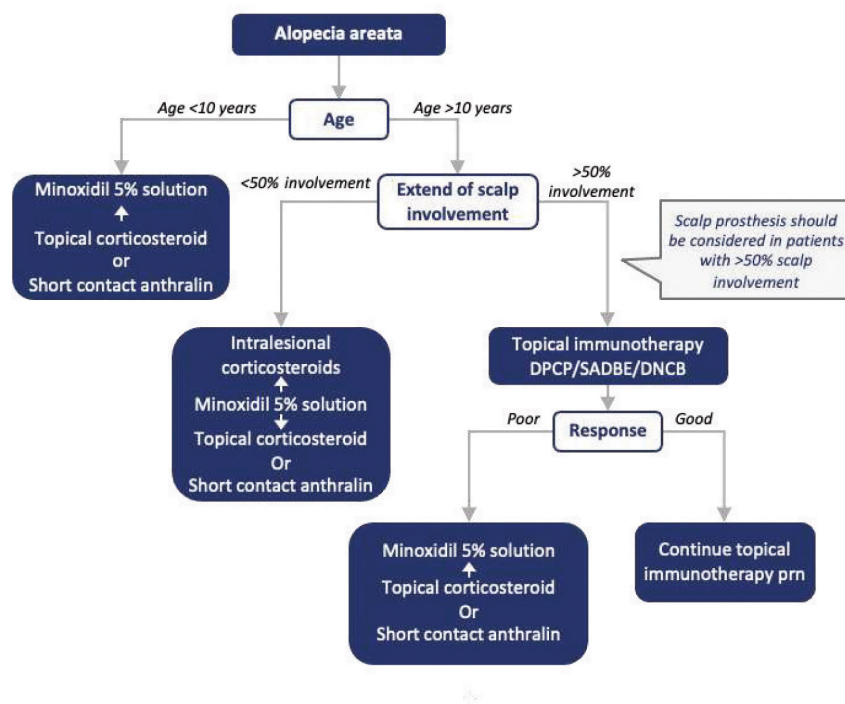 Alopecia areata
Age <10 years
Age >10 years
Age
Minoxidil 5% solution
Topical corticosteroid
or
Short contact anthralin
<50% involvement
Extend of scalp
involvement
>50%
involvement
Scalp prosthesis should
be considered in patients
with >50% scalp
involvement
Intralesional
corticosteroids
Minoxidil 5% solution
Topical corticosteroid
Or
Short contact anthralin
Topical immunotherapy
DPCP/SADBE/DNCB
Poor
Response
Good
Minoxidil 5% solution
Topical corticosteroid
Or
Short contact anthralin
Continue topical
immunotherapy prn